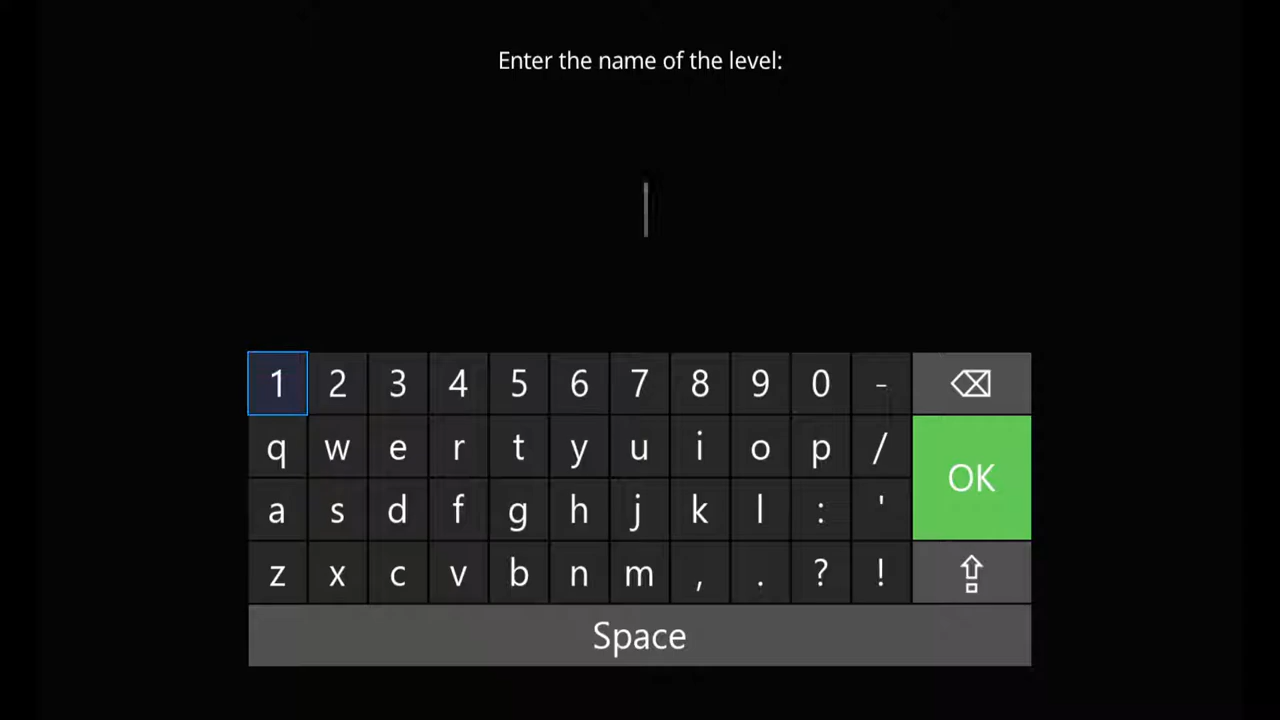 Enter the name of the level:
1 2 3 4 5 6 7 8 9 0 -
q w e r t y u i o p /
OK
a s d f g h j k l : '
z x c v b n m , . ? !
Space